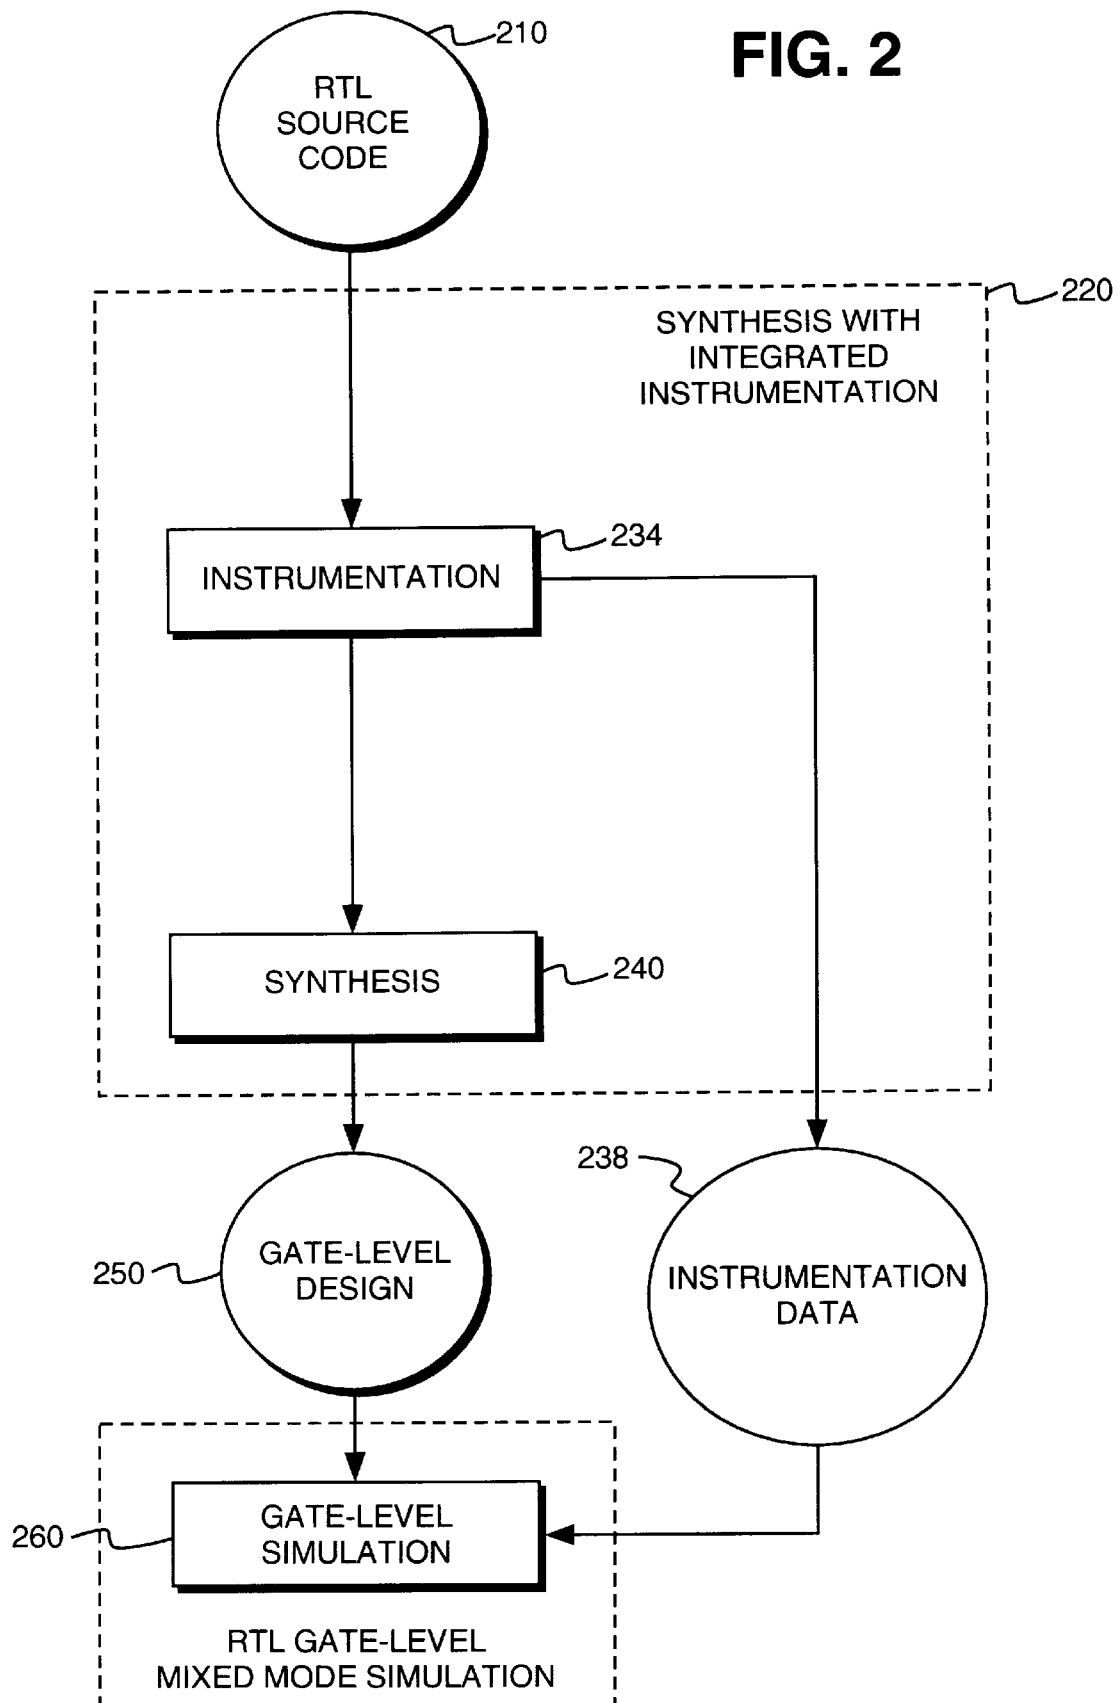 FIG. 2
210
RTL
SOURCE
CODE
220
SYNTHESIS WITH
INTEGRATED
INSTRUMENTATION
234
INSTRUMENTATION
SYNTHESIS
240
238
GATE-LEVEL
DESIGN
250
INSTRUMENTATION
DATA
GATE-LEVEL
SIMULATION
260
RTL GATE-LEVEL
MIXED MODE SIMULATION